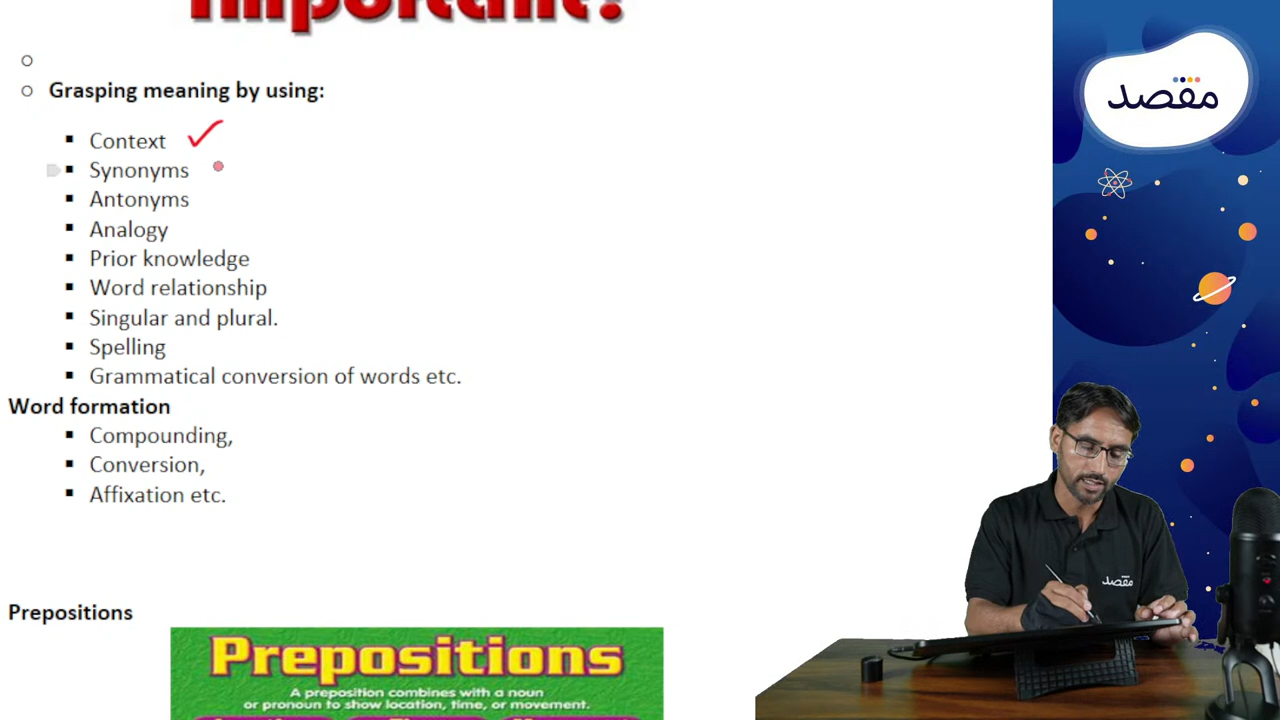 Important!
Grasping meaning by using:
Context
Synonyms
Antonyms
Analogy
Prior knowledge
Word relationship
Singular and plural.
Spelling
Grammatical conversion of words etc.
Word formation
Compounding,
Conversion,
Affixation etc.
Prepositions
Prepositions
A preposition combines with a noun
or pronoun to show location, time, or movement.
مقصد
مقصد